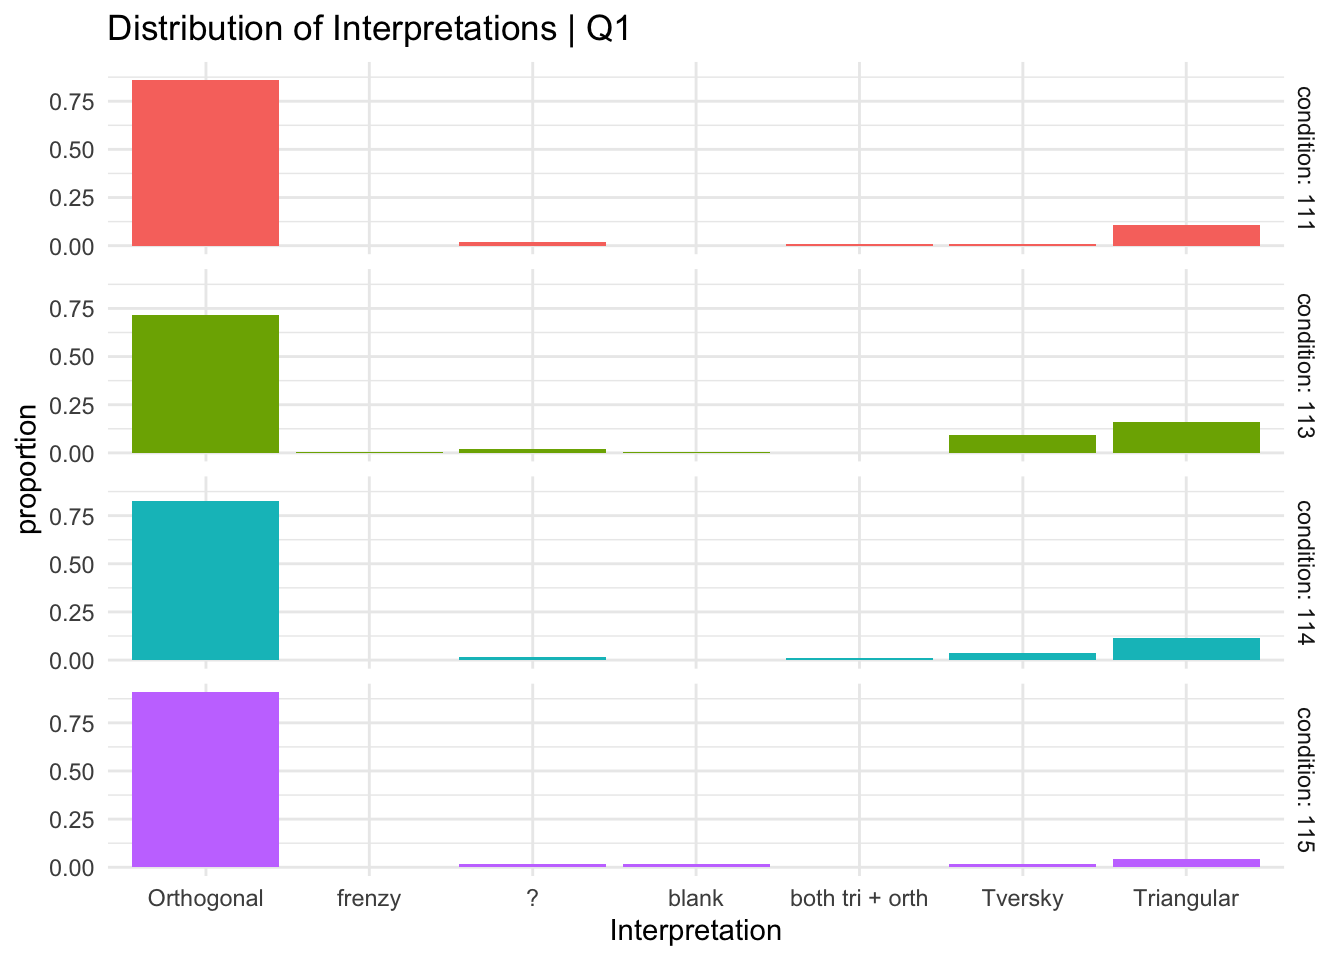 Distribution of Interpretations | Q1
proportion
0.75
0.50
0.25
0.00
condition: 111
0.75
0.50
0.25
0.00
condition: 113
0.75
0.50
0.25
0.00
condition: 114
0.75
0.50
0.25
0.00
condition: 115
Orthogonal frenzy ? blank both tri + orth Tversky Triangular
Interpretation